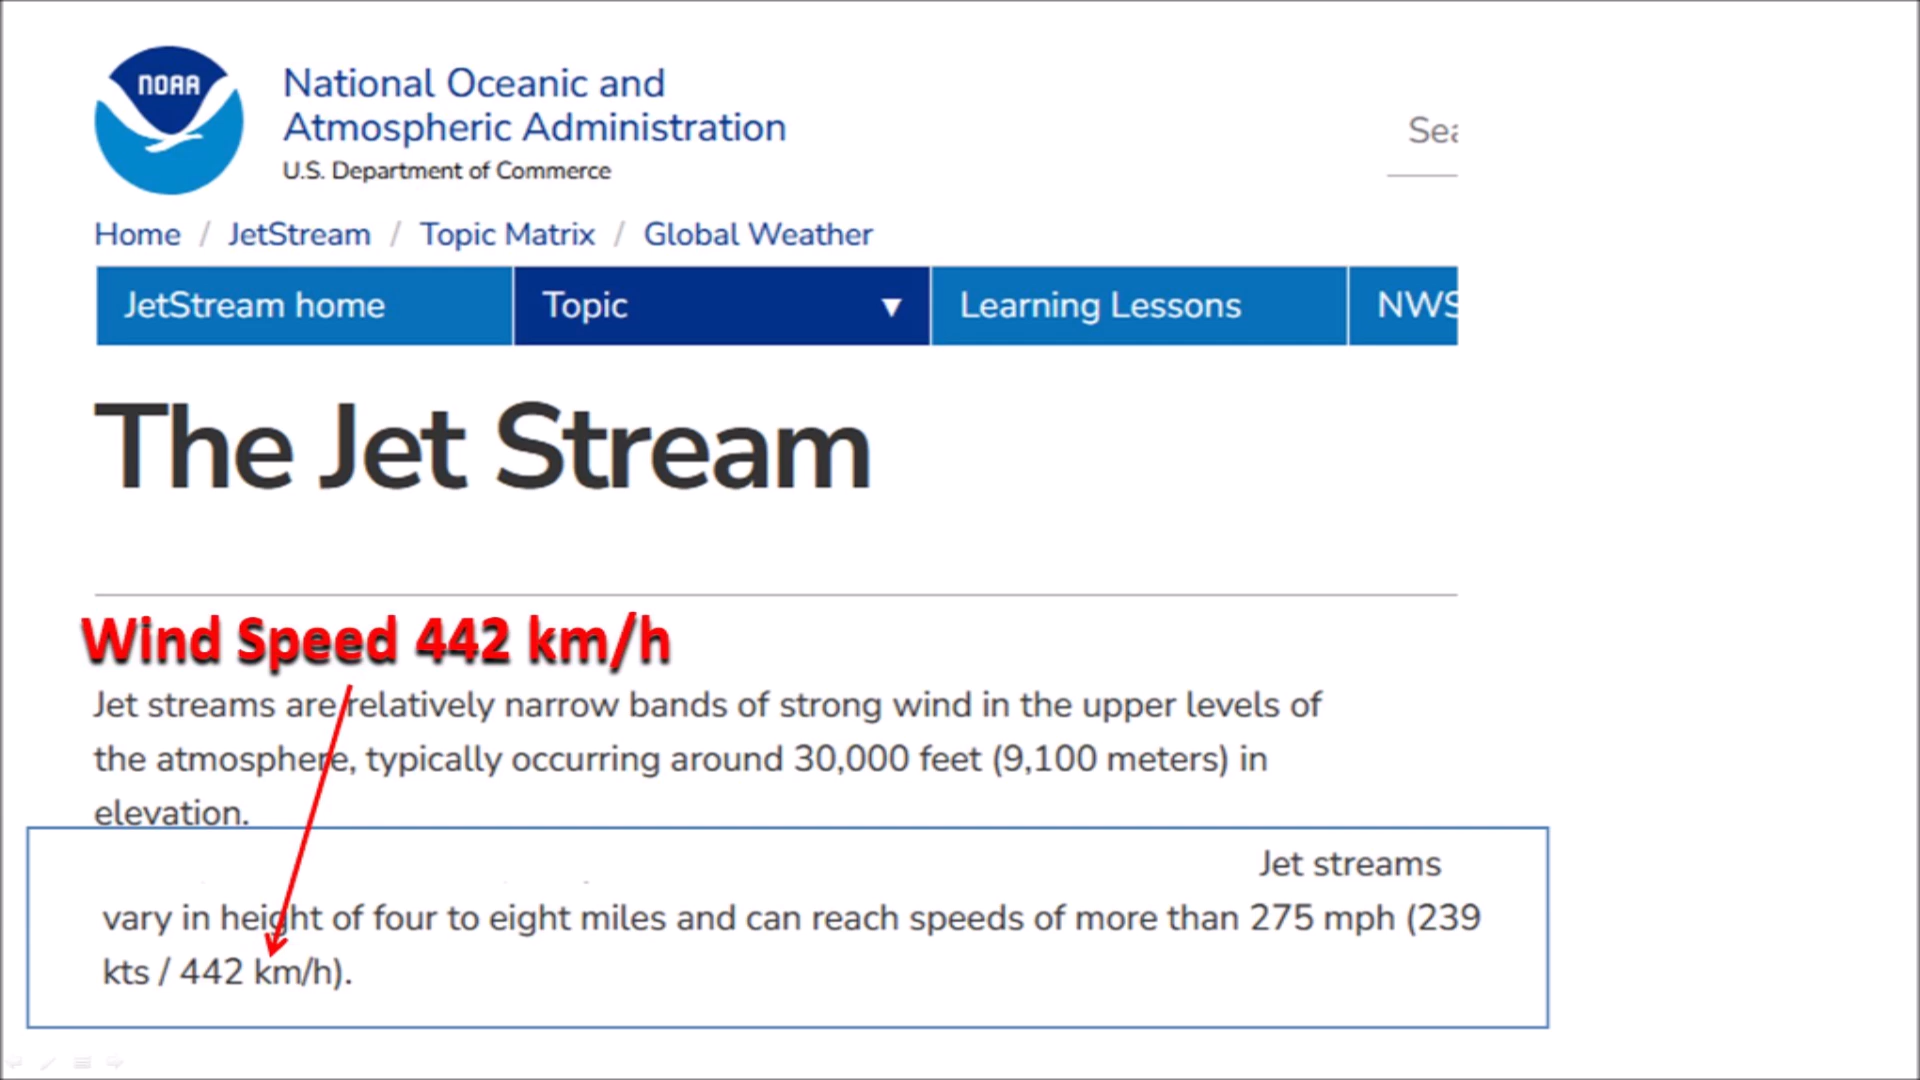 NOAA
National Oceanic and
Atmospheric Administration
U.S. Department of Commerce
Sea
Home / JetStream / Topic Matrix / Global Weather
JetStream home
Topic ▼
Learning Lessons
NWS
The Jet Stream
Wind Speed 442 km/h
Jet streams are relatively narrow bands of strong wind in the upper levels of
the atmosphere, typically occurring around 30,000 feet (9,100 meters) in
elevation.
Jet streams
vary in height of four to eight miles and can reach speeds of more than 275 mph (239
kts / 442 km/h).